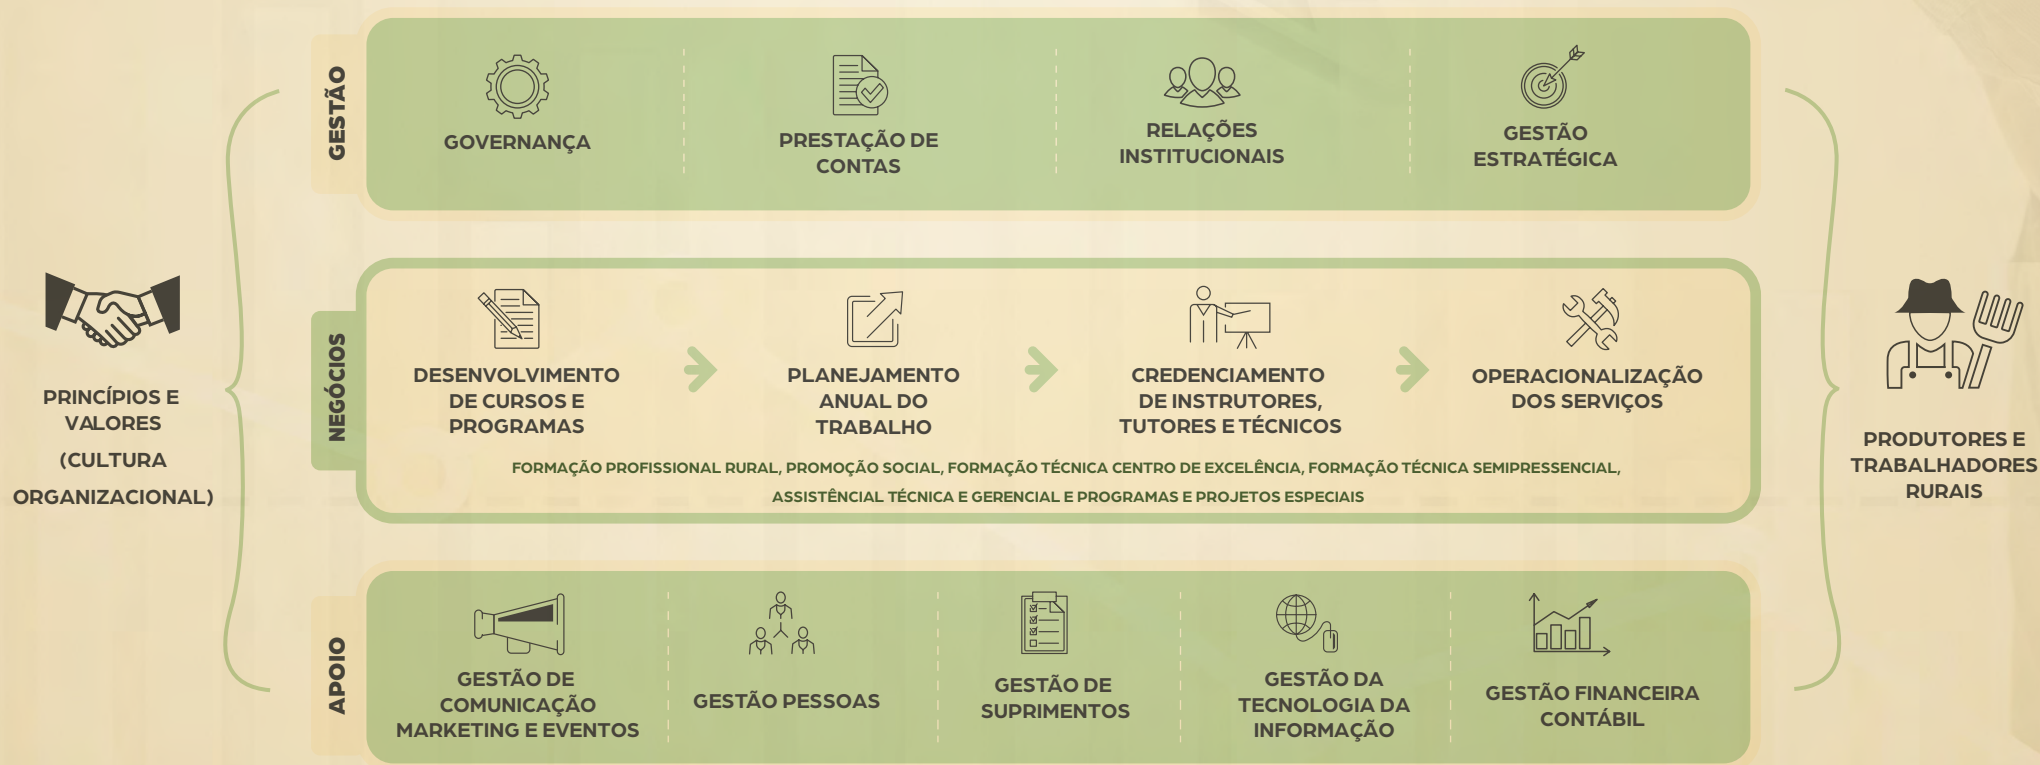 PRINCÍPIOS E
VALORES
(CULTURA
ORGANIZACIONAL)
GESTÃO
GOVERNANÇA
PRESTAÇÃO DE
CONTAS
RELAÇÕES
INSTITUCIONAIS
GESTÃO
ESTRATÉGICA
NEGÓCIOS
DESENVOLVIMENTO
DE CURSOS E
PROGRAMAS
PLANEJAMENTO
ANUAL DO
TRABALHO
CREDENCIAMENTO
DE INSTRUTORES,
TUTORES E TÉCNICOS
OPERACIONALIZAÇÃO
DOS SERVIÇOS
FORMAÇÃO PROFISSIONAL RURAL, PROMOÇÃO SOCIAL, FORMAÇÃO TÉCNICA CENTRO DE EXCELÊNCIA, FORMAÇÃO TÉCNICA SEMIPRESSENCIAL,
ASSISTÊNCIAL TÉCNICA E GERENCIAL E PROGRAMAS E PROJETOS ESPECIAIS
APOIO
GESTÃO DE
COMUNICAÇÃO
MARKETING E EVENTOS
GESTÃO PESSOAS
GESTÃO DE
SUPRIMENTOS
GESTÃO DA
TECNOLOGIA DA
INFORMAÇÃO
GESTÃO FINANCEIRA
CONTÁBIL
PRODUTORES E
TRABALHADORES
RURAIS